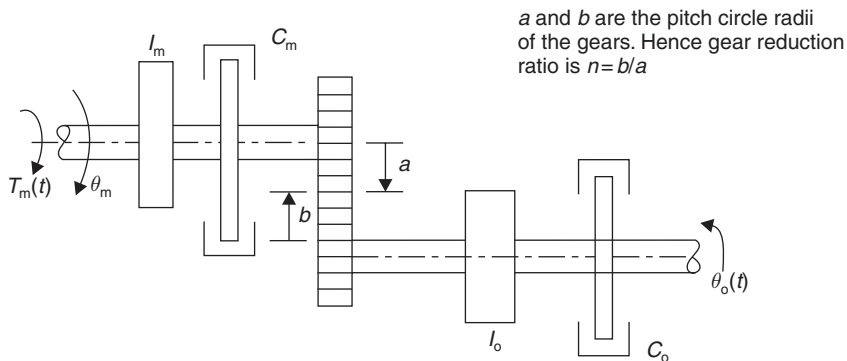 a and b are the pitch circle radii
of the gears. Hence gear reduction
ratio is n = b/a
I_m
C_m
a
T_m(t)
θ_m
b
θ_o(t)
I_o
C_o